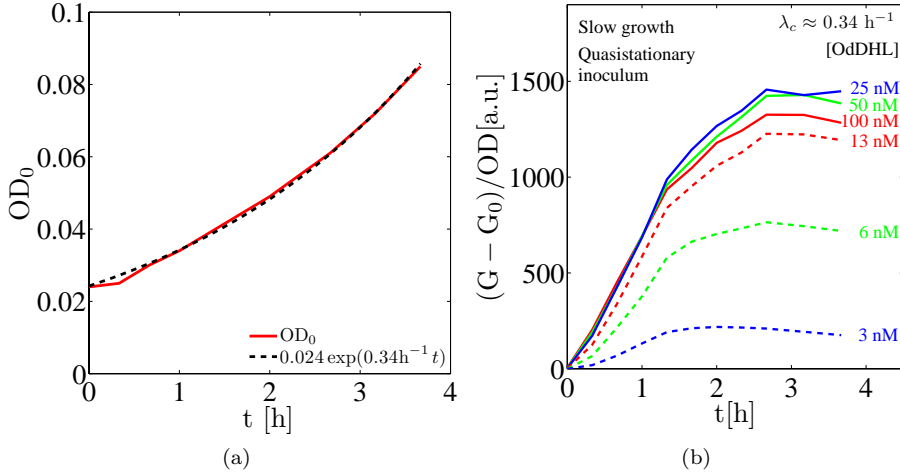 0.1
0.08
0.06
0.04
0.02
0
OD₀
0 1 2 3 4
t [h]
OD₀
0.024 exp(0.34h⁻¹ t)
(a)
Slow growth
Quasistationary
inoculum
λc ≈ 0.34 h⁻¹
[OdDHL]
1500
1000
500
0
(G − G₀)/OD[a.u.]
25 nM
50 nM
100 nM
13 nM
6 nM
3 nM
0 1 2 3 4
t[h]
(b)